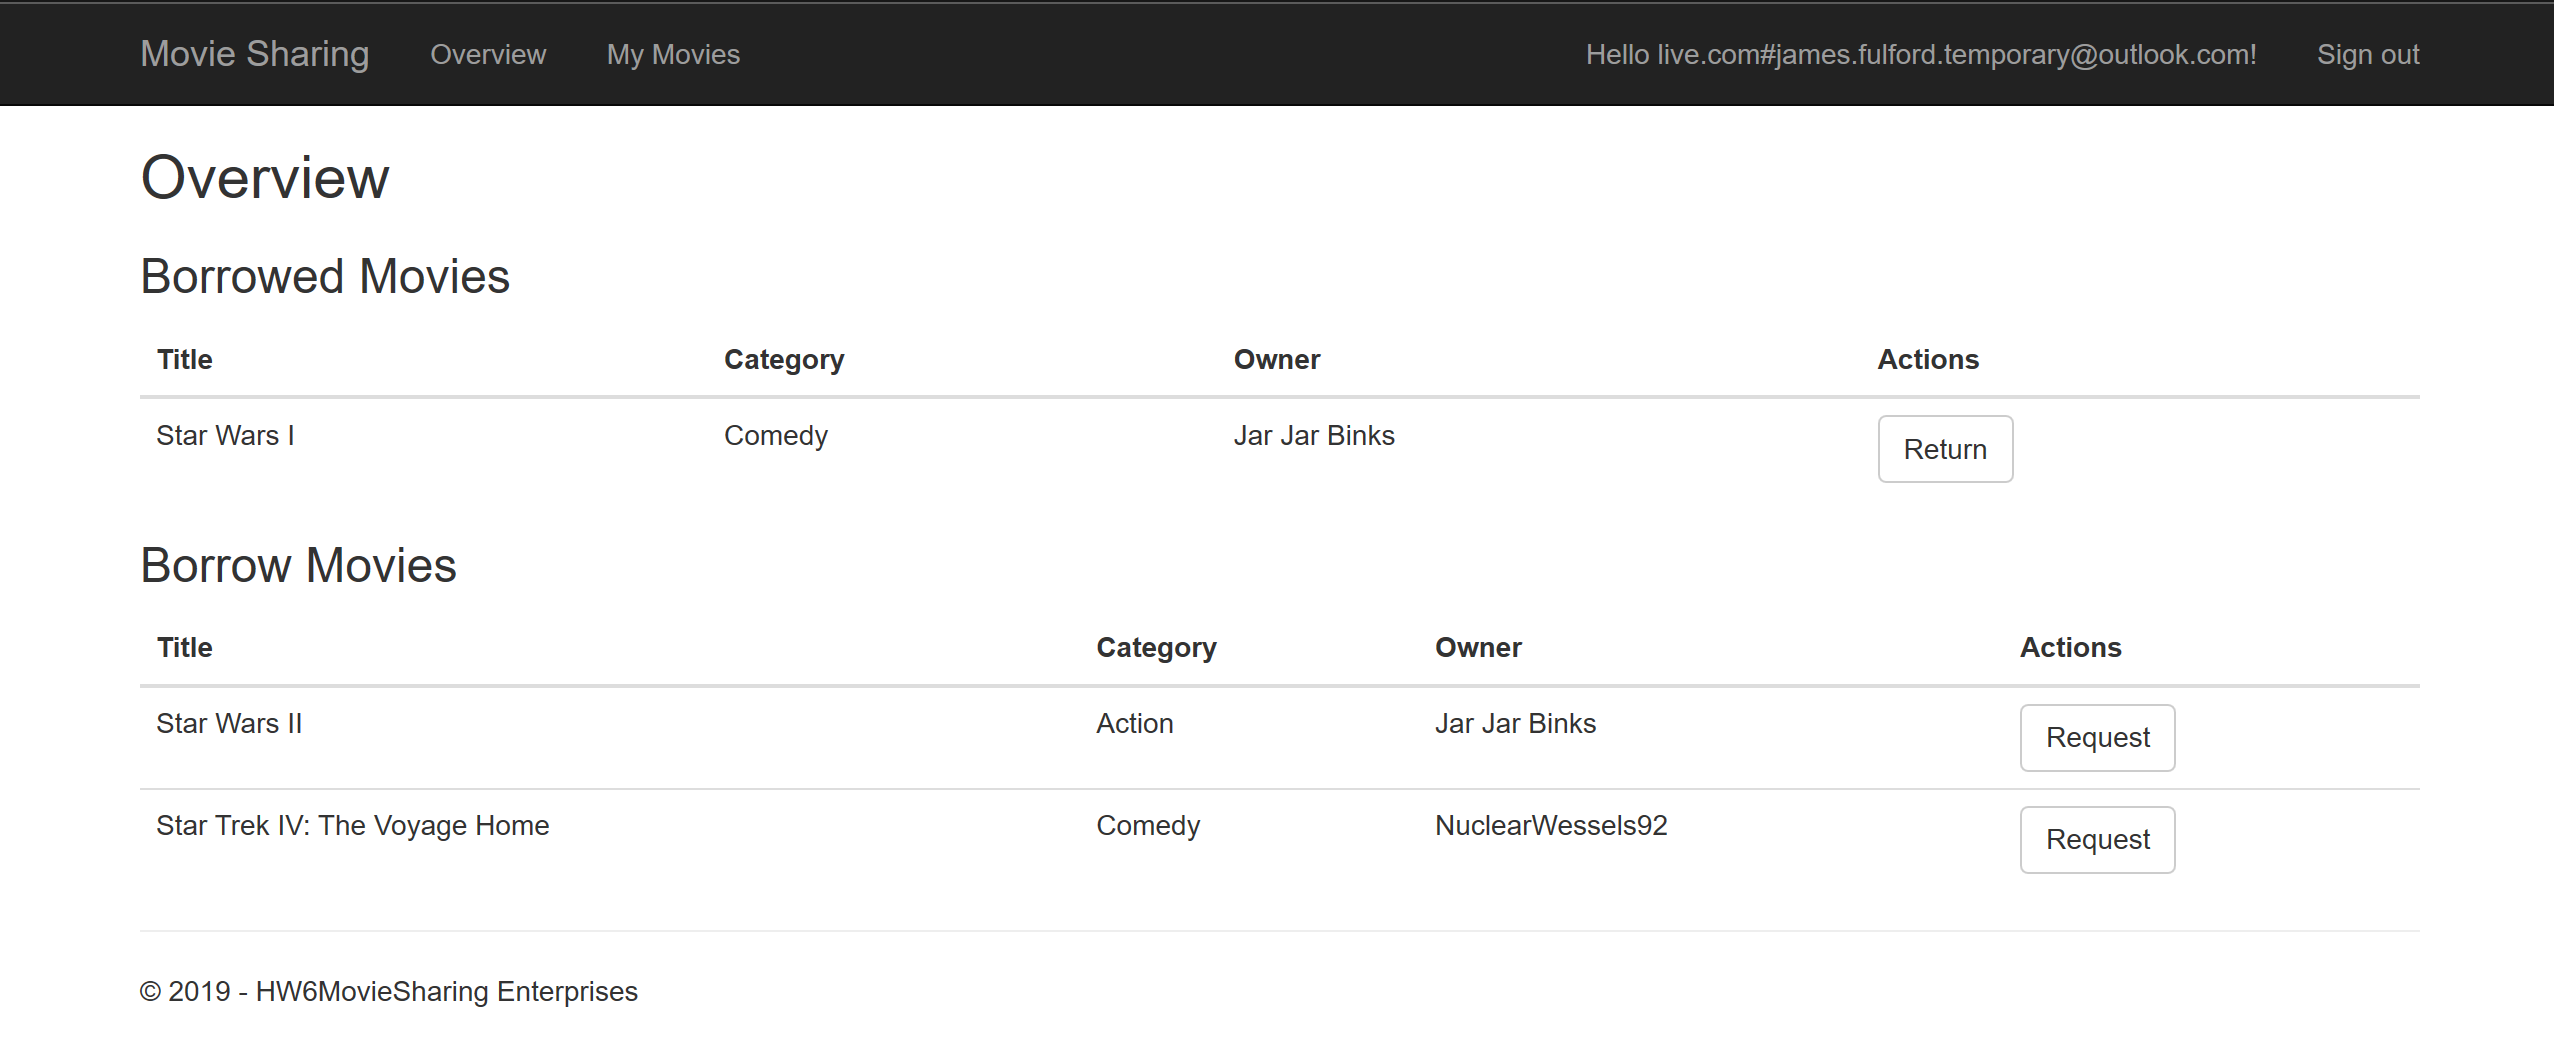 Movie Sharing Overview My Movies Hello live.com#james.fulford.temporary@outlook.com! Sign out
Overview
Borrowed Movies
Title Category Owner Actions
Star Wars I Comedy Jar Jar Binks Return
Borrow Movies
Title Category Owner Actions
Star Wars II Action Jar Jar Binks Request
Star Trek IV: The Voyage Home Comedy NuclearWessels92 Request
© 2019 - HW6MovieSharing Enterprises